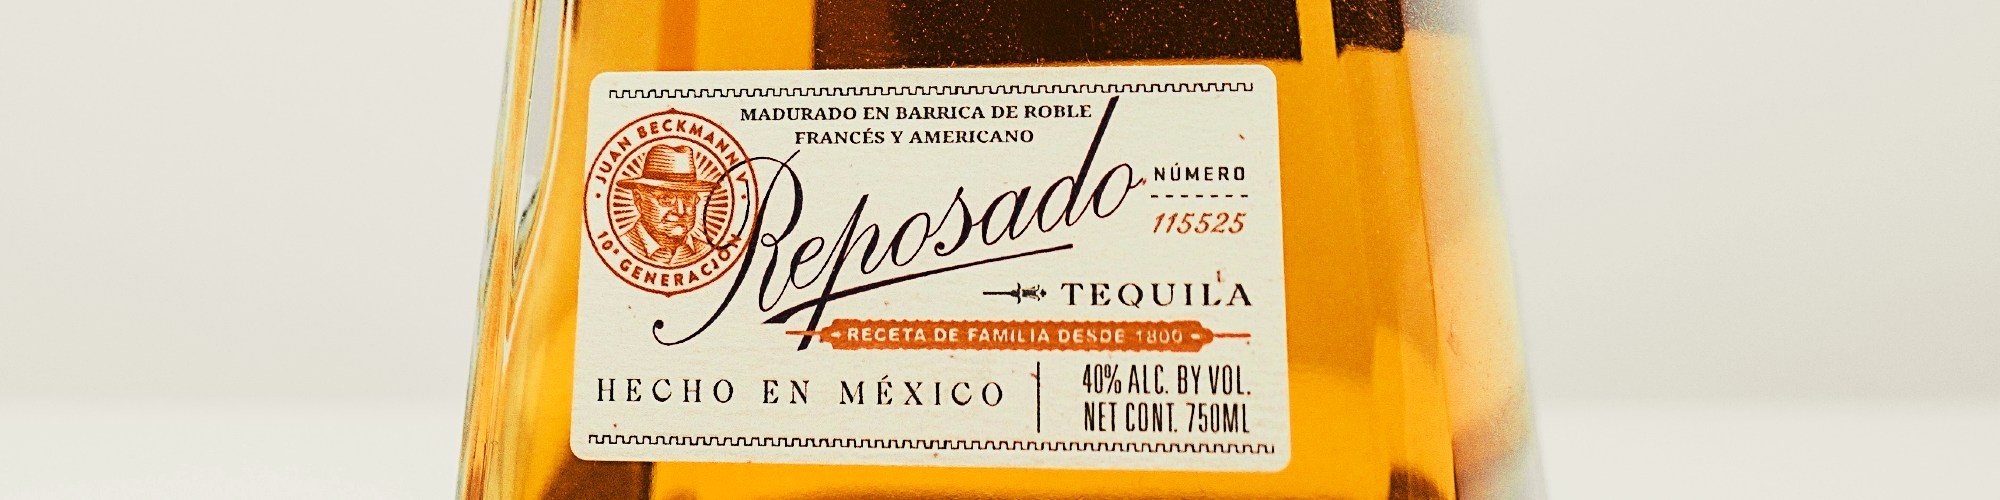 MADURADO EN BARRICA DE ROBLE
FRANCÉS Y AMERICANO
JUAN BECKMANN V
10ª GENERACIÓN
Reposado
NÚMERO
115525
TEQUILA
RECETA DE FAMILIA DESDE 1800
HECHO EN MÉXICO
40% ALC. BY VOL.
NET CONT. 750ML